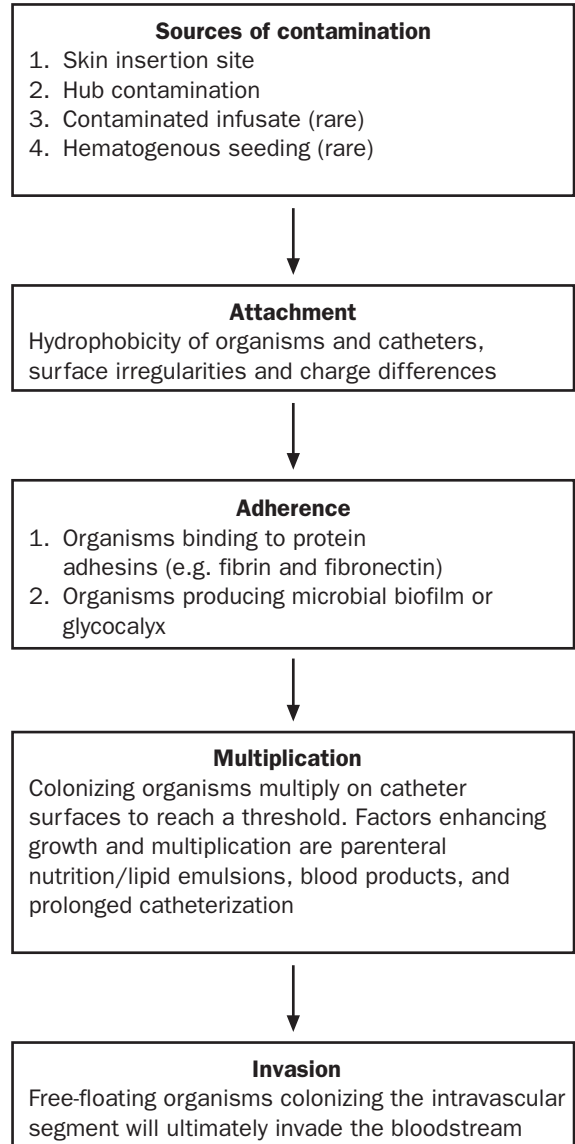 Sources of contamination
1. Skin insertion site
2. Hub contamination
3. Contaminated infusate (rare)
4. Hematogenous seeding (rare)
Attachment
Hydrophobicity of organisms and catheters,
surface irregularities and charge differences
Adherence
1. Organisms binding to protein
adhesins (e.g. fibrin and fibronectin)
2. Organisms producing microbial biofilm or
glycocalyx
Multiplication
Colonizing organisms multiply on catheter
surfaces to reach a threshold. Factors enhancing
growth and multiplication are parenteral
nutrition/lipid emulsions, blood products, and
prolonged catheterization
Invasion
Free-floating organisms colonizing the intravascular
segment will ultimately invade the bloodstream